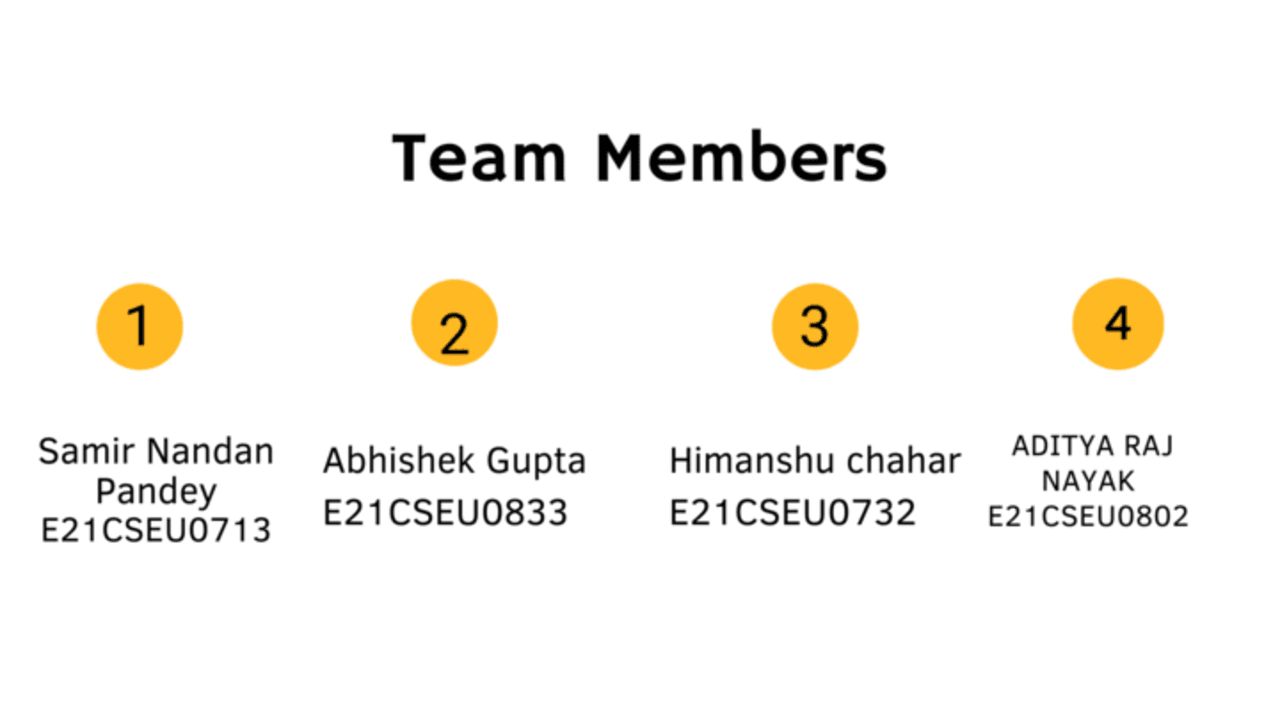 Team Members
1
2
3
4
Samir Nandan
Pandey
E21CSEU0713
Abhishek Gupta
E21CSEU0833
Himanshu chahar
E21CSEU0732
ADITYA RAJ
NAYAK
E21CSEU0802